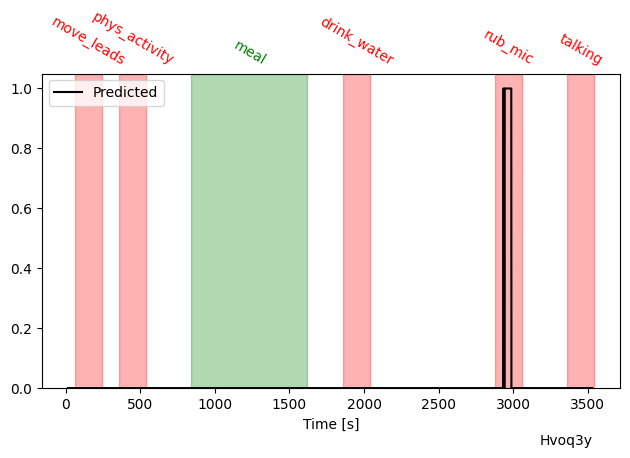 move_leads
phys_activity
meal
drink_water
rub_mic
talking
Predicted
1.0
0.8
0.6
0.4
0.2
0.0
0 500 1000 1500 2000 2500 3000 3500
Time [s]
Hvoq3y